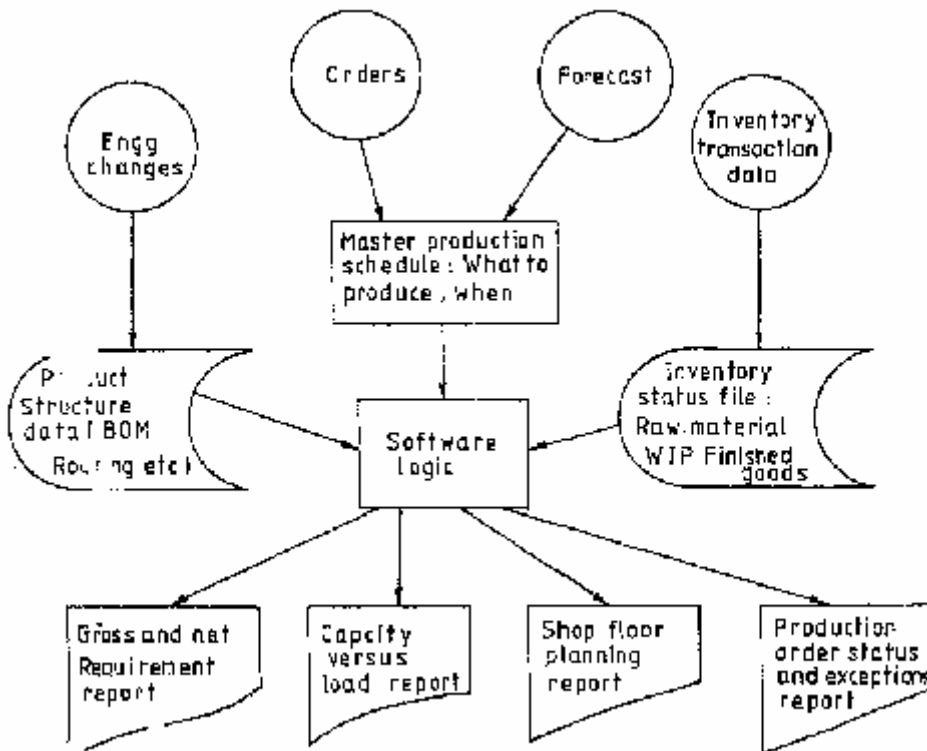 Orders
Forecast
Engg
changes
Inventory
transaction
data
Master production
schedule : What to
produce , when
Structure
data ( BOM
etc )
Software
logic
Inventory
status file :
Raw-material
WIP Finished
goods
Gross and net
Requirement
report
Capcity
versus
load report
Shop floor
planning
report
Production
order status
and exceptions
report